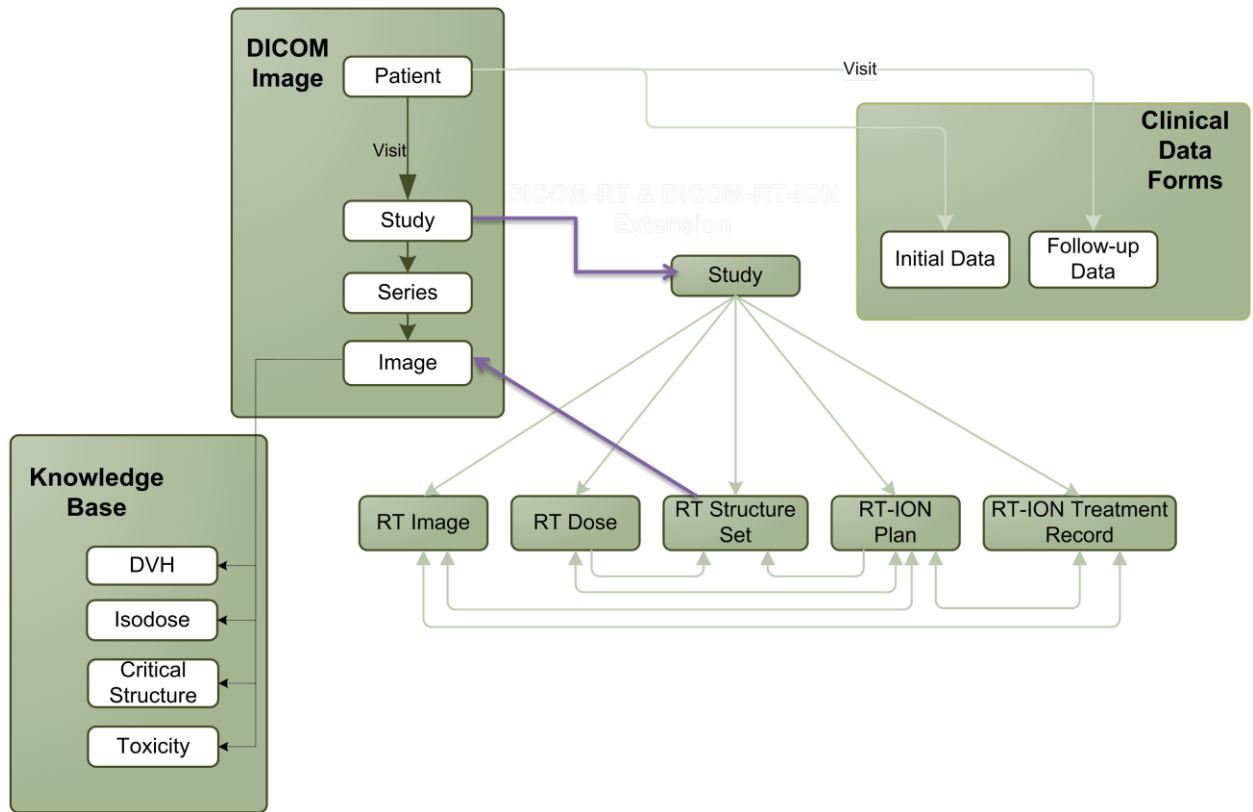 DICOM
Image
Patient
Visit
Study
Series
Image
Visit
Clinical
Data
Forms
Initial Data
Follow-up
Data
DICOM-RT & DICOM-RT-ION
Extension
Study
RT Image
RT Dose
RT Structure
Set
RT-ION
Plan
RT-ION Treatment
Record
Knowledge
Base
DVH
Isodose
Critical
Structure
Toxicity